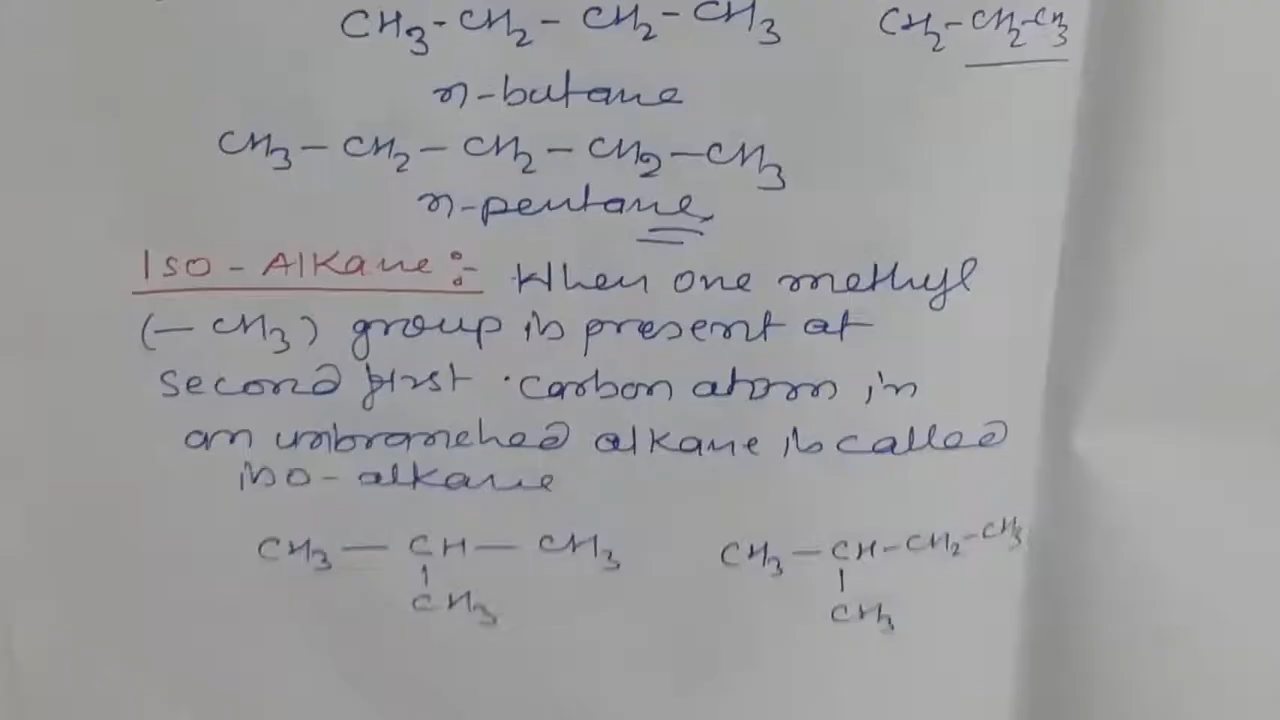 CH₃-CH₂-CH₂-CH₃ CH₂-CH₂-CH₃
n-butane
CH₃-CH₂-CH₂-CH₂-CH₃
n-pentane
Iso-Alkane:- When one methyl
(-CH₃) group is present at
second first carbon atom in
an unbranched alkane is called
iso-alkane
CH₃-CH-CH₃ CH₃-CH-CH₂-CH₃
CH₃ CH₃